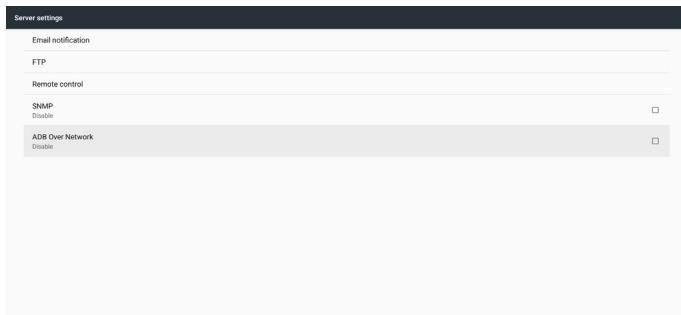 Server settings
Email notification
FTP
Remote control
SNMP
Disable
ADB Over Network
Disable